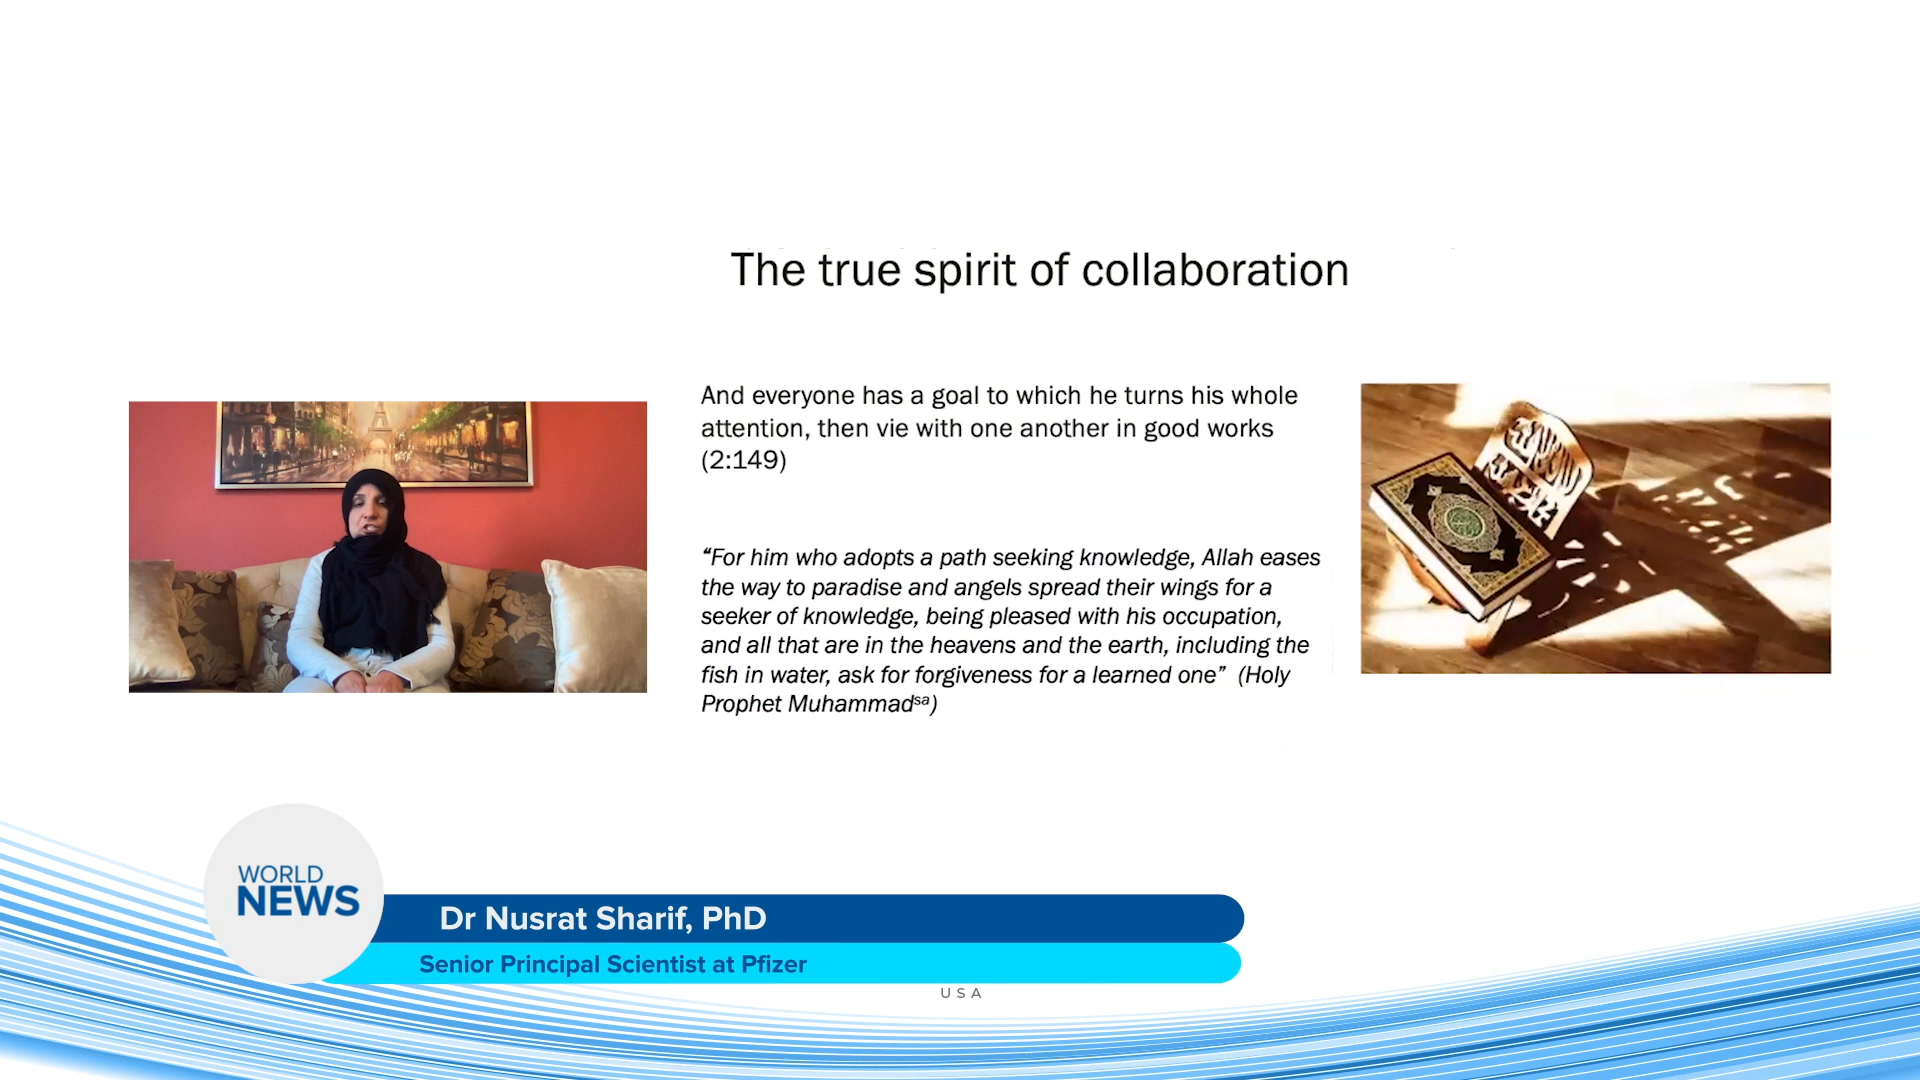 The true spirit of collaboration
And everyone has a goal to which he turns his whole
attention, then vie with one another in good works
(2:149)
“For him who adopts a path seeking knowledge, Allah eases
the way to paradise and angels spread their wings for a
seeker of knowledge, being pleased with his occupation,
and all that are in the heavens and the earth, including the
fish in water, ask for forgiveness for a learned one” (Holy
Prophet Muhammadsa)
WORLD
NEWS
Dr Nusrat Sharif, PhD
Senior Principal Scientist at Pfizer
USA